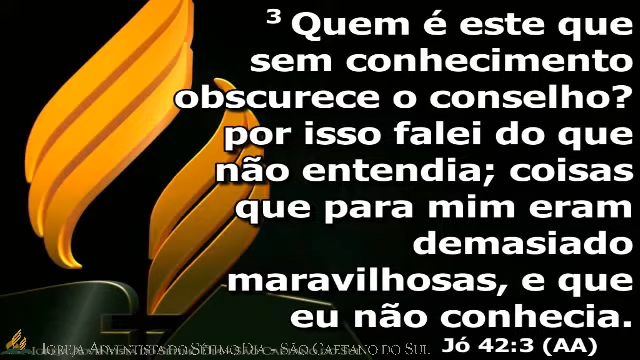 ³ Quem é este que
sem conhecimento
obscurece o conselho?
por isso falei do que
não entendia; coisas
que para mim eram
demasiado
maravilhosas, e que
eu não conhecia.
Igreja Adventista do Sétimo Dia - São Caetano do Sul
Jó 42:3 (AA)